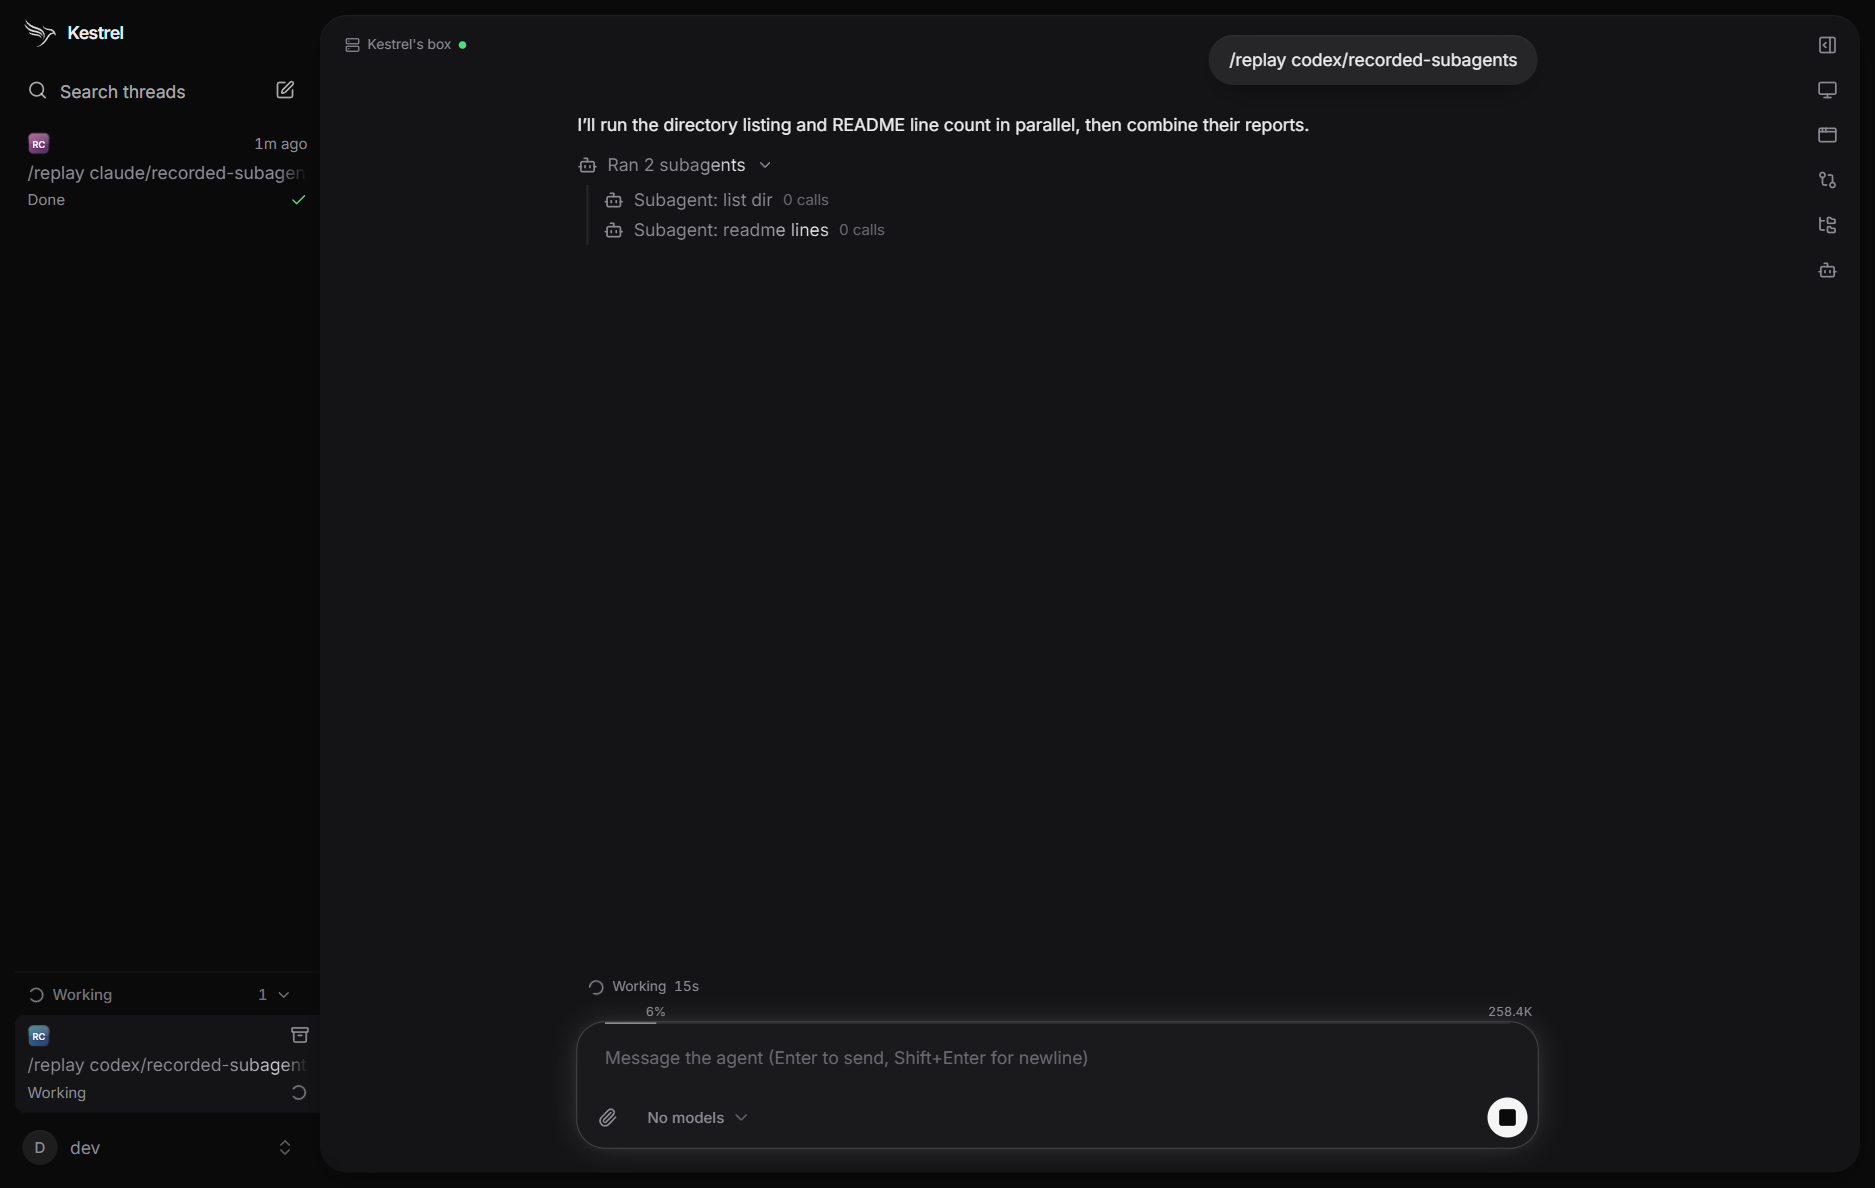 Kestrel
Search threads
RC
1m ago
/replay claude/recorded-subagen
Done
Working
1
RC
/replay codex/recorded-subagent
Working
D
dev
Kestrel's box
/replay codex/recorded-subagents
I’ll run the directory listing and README line count in parallel, then combine their reports.
Ran 2 subagents
Subagent: list dir 0 calls
Subagent: readme lines 0 calls
Working 15s
6%
258.4K
Message the agent (Enter to send, Shift+Enter for newline)
No models